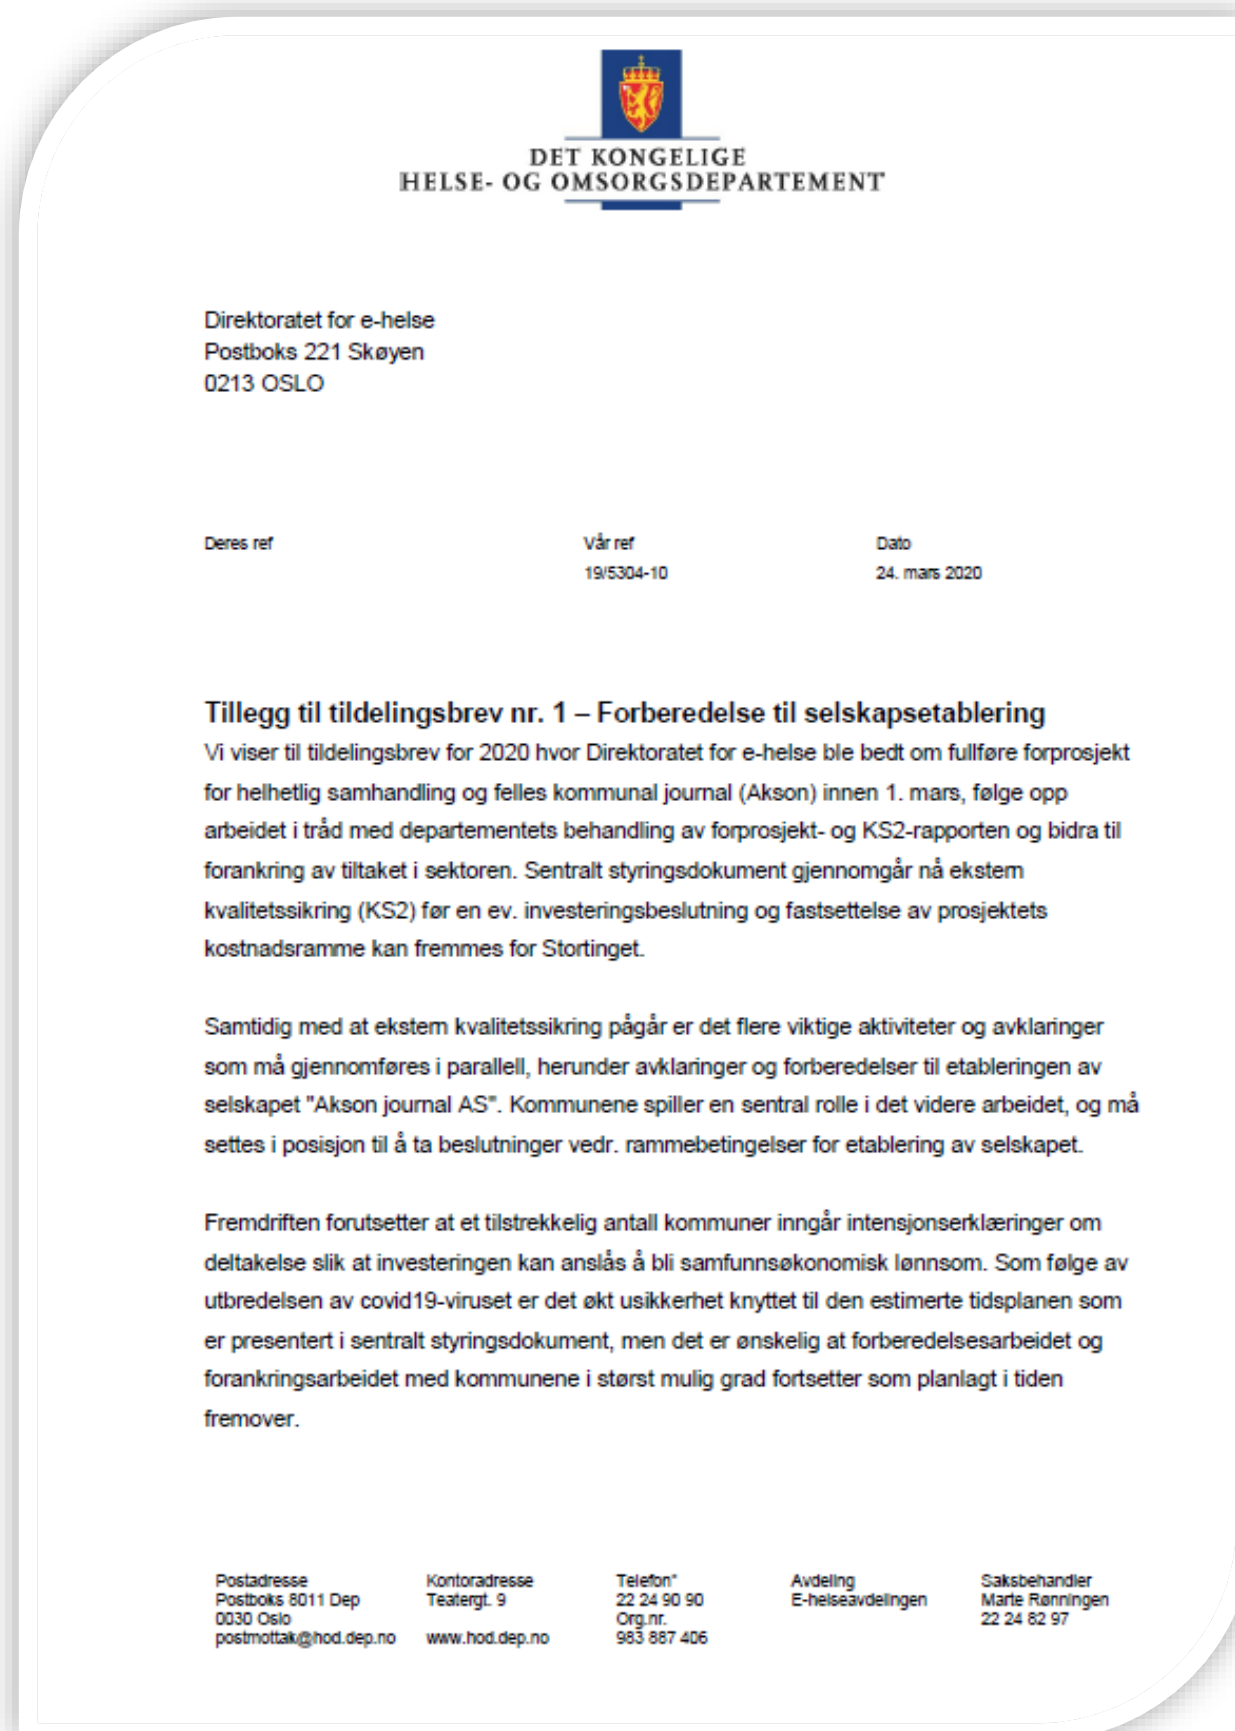 DET KONGELIGE
HELSE- OG OMSORGSDEPARTEMENT
Direktoratet for e-helse
Postboks 221 Skøyen
0213 OSLO
Deres ref
Vår ref
Dato
19/5304-10
24. mars 2020
Tillegg til tildelingsbrev nr. 1 – Forberedelse til selskapsetablering
Vi viser til tildelingsbrev for 2020 hvor Direktoratet for e-helse ble bedt om fullføre forprosjekt
for helhetlig samhandling og felles kommunal journal (Akson) innen 1. mars, følge opp
arbeidet i tråd med departementets behandling av forprosjekt- og KS2-rapporten og bidra til
forankring av tiltaket i sektoren. Sentralt styringsdokument gjennomgår nå ekstern
kvalitetssikring (KS2) før en ev. investeringsbeslutning og fastsettelse av prosjektets
kostnadsramme kan fremmes for Stortinget.
Samtidig med at ekstern kvalitetssikring pågår er det flere viktige aktiviteter og avklaringer
som må gjennomføres i parallell, herunder avklaringer og forberedelser til etableringen av
selskapet "Akson journal AS". Kommunene spiller en sentral rolle i det videre arbeidet, og må
settes i posisjon til å ta beslutninger vedr. rammebetingelser for etablering av selskapet.
Fremdriften forutsetter at et tilstrekkelig antall kommuner inngår intensjonserklæringer om
deltakelse slik at investeringen kan anslås å bli samfunnsøkonomisk lønnsom. Som følge av
utbredelsen av covid19-viruset er det økt usikkerhet knyttet til den estimerte tidsplanen som
er presentert i sentralt styringsdokument, men det er ønskelig at forberedelsesarbeidet og
forankringsarbeidet med kommunene i størst mulig grad fortsetter som planlagt i tiden
fremover.
Postadresse
Postboks 8011 Dep
0030 Oslo
postmottak@hod.dep.no
Kontoradresse
Teatergt. 9
www.hod.dep.no
Telefon*
22 24 90 90
Org.nr.
983 887 406
Avdeling
E-helseavdelingen
Saksbehandler
Marte Rønningen
22 24 82 97